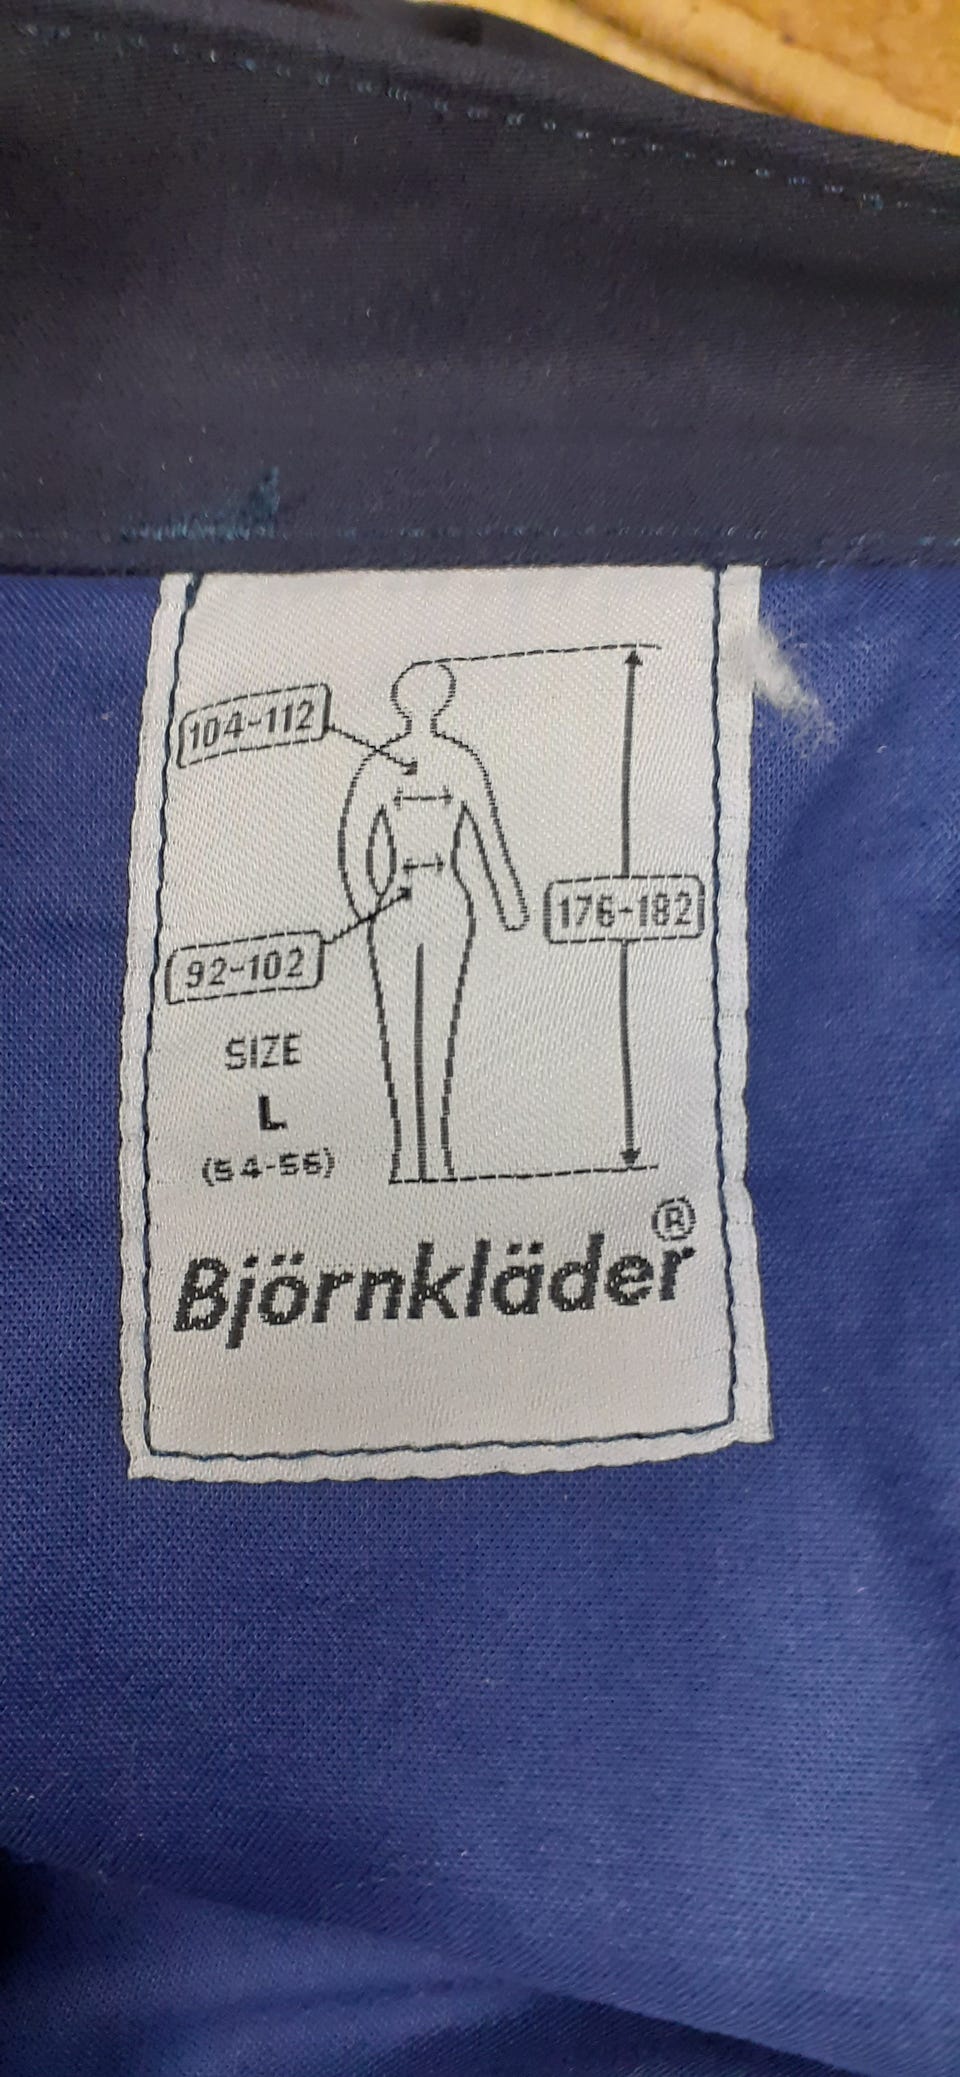 104-112
176-182
92-102
SIZE
L
(54-56)
Björnkläder®